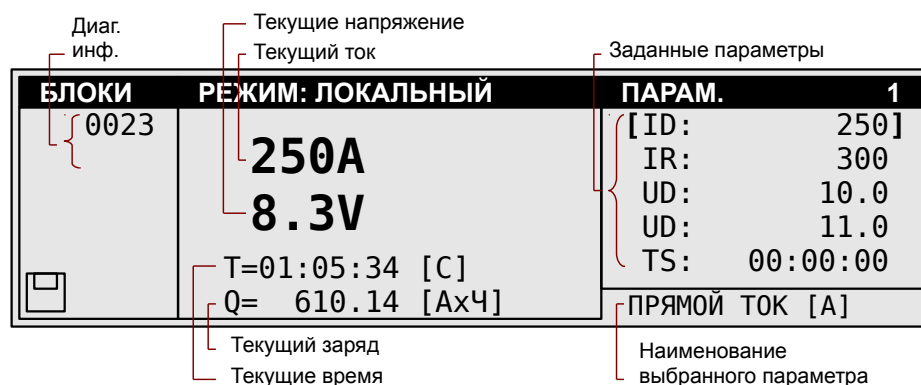 Диаг.
инф.
Текущие напряжение
Текущий ток
Заданные параметры
БЛОКИ РЕЖИМ: ЛОКАЛЬНЫЙ ПАРАМ. 1
0023
250A
8.3V
T=01:05:34 [C]
Q= 610.14 [АxЧ]
[ID: 250]
IR: 300
UD: 10.0
UD: 11.0
TS: 00:00:00
ПРЯМОЙ ТОК [A]
Текущий заряд
Текущие время
Наименование
выбранного параметра